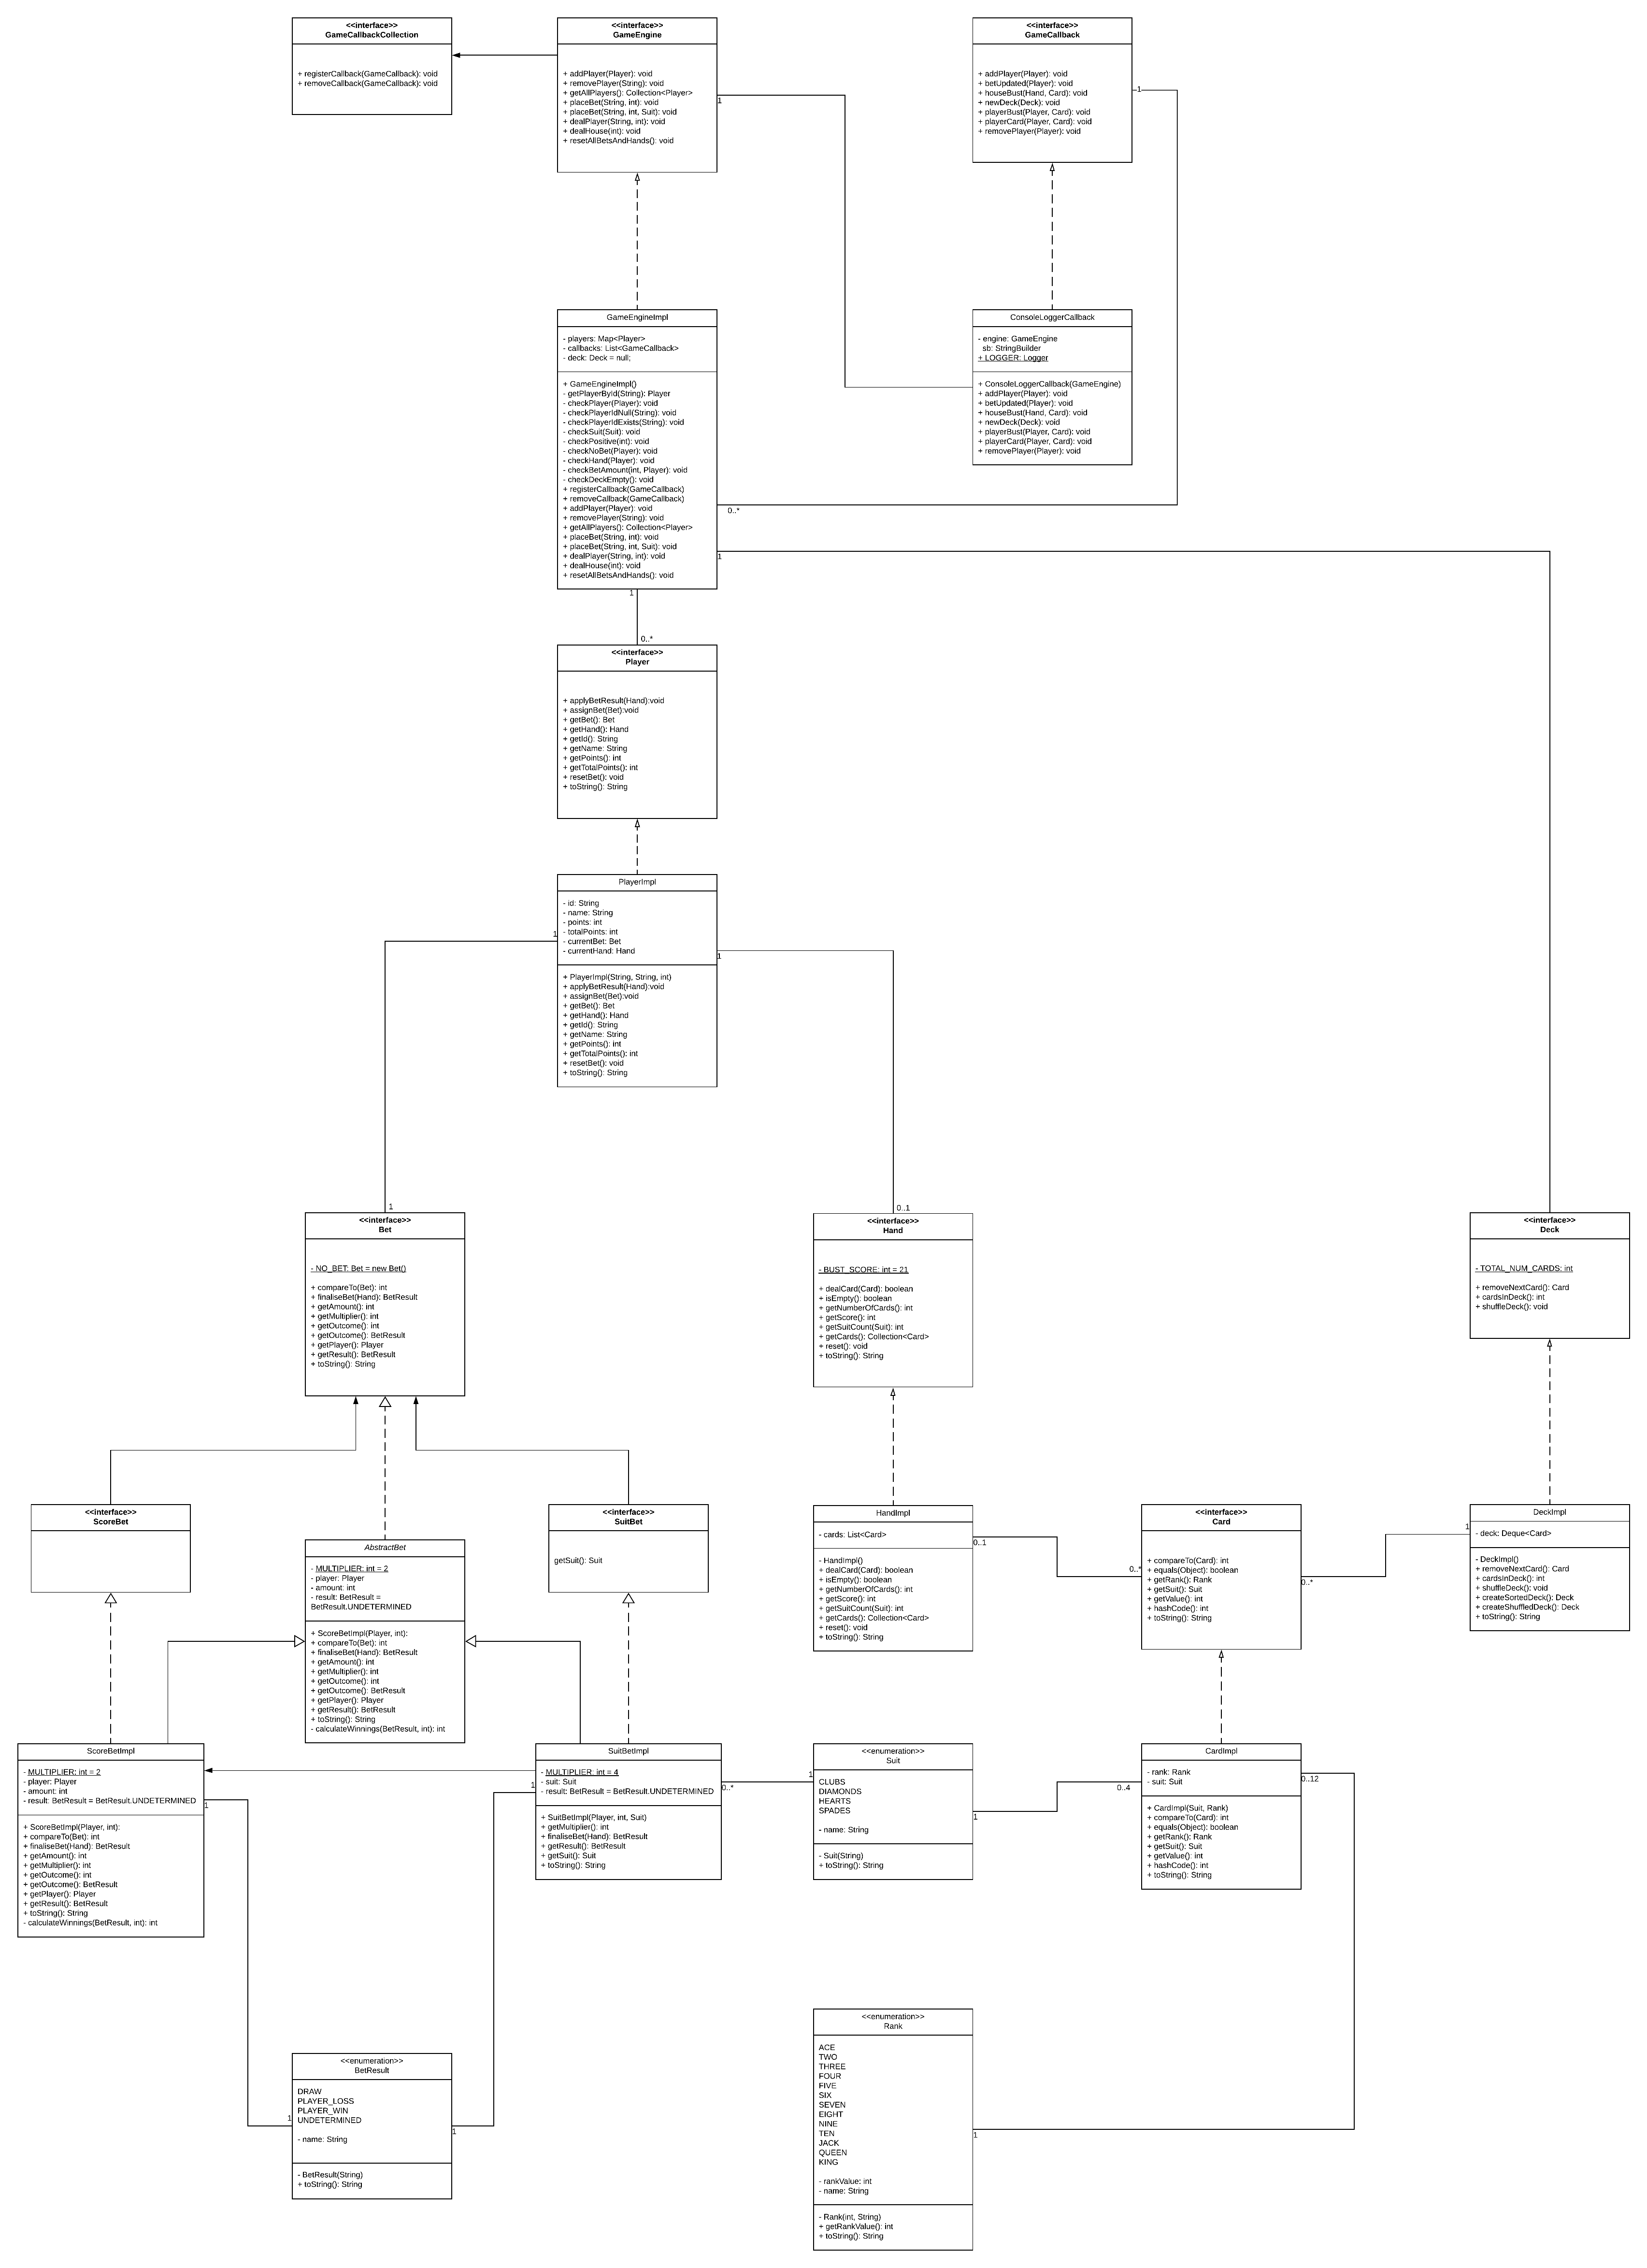 <<interface>>
GameCallbackCollection
+ registerCallback(GameCallback): void
+ removeCallback(GameCallback): void
<<interface>>
GameEngine
+ addPlayer(Player): void
+ removePlayer(String): void
+ getAllPlayers(): Collection<Player>
+ placeBet(String, int): void
+ placeBet(String, int, Suit): void
+ dealPlayer(String, int): void
+ dealHouse(int): void
+ resetAllBetsAndHands(): void
1
<<interface>>
GameCallback
+ addPlayer(Player): void
+ betUpdated(Player): void
+ houseBust(Hand, Card): void
+ newDeck(Deck): void
+ playerBust(Player, Card): void
+ playerCard(Player, Card): void
+ removePlayer(Player): void
1
GameEngineImpl
- players: Map<Player>
- callbacks: List<GameCallback>
- deck: Deck = null;
+ GameEngineImpl()
- getPlayerById(String): Player
- checkPlayer(Player): void
- checkPlayerIdNull(String): void
- checkPlayerIdExists(String): void
- checkSuit(Suit): void
- checkPositive(int): void
- checkNoBet(Player): void
- checkHand(Player): void
- checkBetAmount(int, Player): void
- checkDeckEmpty(): void
+ registerCallback(GameCallback)
+ removeCallback(GameCallback)
+ addPlayer(Player): void
+ removePlayer(String): void
+ getAllPlayers(): Collection<Player>
+ placeBet(String, int): void
+ placeBet(String, int, Suit): void
+ dealPlayer(String, int): void
+ dealHouse(int): void
+ resetAllBetsAndHands(): void
0..*
1
1
0..*
ConsoleLoggerCallback
- engine: GameEngine
sb: StringBuilder
+ LOGGER: Logger
+ ConsoleLoggerCallback(GameEngine)
+ addPlayer(Player): void
+ betUpdated(Player): void
+ houseBust(Hand, Card): void
+ newDeck(Deck): void
+ playerBust(Player, Card): void
+ playerCard(Player, Card): void
+ removePlayer(Player): void
<<interface>>
Player
+ applyBetResult(Hand):void
+ assignBet(Bet):void
+ getBet(): Bet
+ getHand(): Hand
+ getId(): String
+ getName: String
+ getPoints(): int
+ getTotalPoints(): int
+ resetBet(): void
+ toString(): String
PlayerImpl
- id: String
- name: String
- points: int
- totalPoints: int
- currentBet: Bet
- currentHand: Hand
+ PlayerImpl(String, String, int)
+ applyBetResult(Hand):void
+ assignBet(Bet):void
+ getBet(): Bet
+ getHand(): Hand
+ getId(): String
+ getName: String
+ getPoints(): int
+ getTotalPoints(): int
+ resetBet(): void
+ toString(): String
1
1
1
0..1
<<interface>>
Bet
- NO_BET: Bet = new Bet()
+ compareTo(Bet): int
+ finaliseBet(Hand): BetResult
+ getAmount(): int
+ getMultiplier(): int
+ getOutcome(): int
+ getOutcome(): BetResult
+ getPlayer(): Player
+ getResult(): BetResult
+ toString(): String
<<interface>>
Hand
- BUST_SCORE: int = 21
+ dealCard(Card): boolean
+ isEmpty(): boolean
+ getNumberOfCards(): int
+ getScore(): int
+ getSuitCount(Suit): int
+ getCards(): Collection<Card>
+ reset(): void
+ toString(): String
<<interface>>
Deck
- TOTAL_NUM_CARDS: int
+ removeNextCard(): Card
+ cardsInDeck(): int
+ shuffleDeck(): void
<<interface>>
ScoreBet
AbstractBet
- MULTIPLIER: int = 2
- player: Player
- amount: int
- result: BetResult =
BetResult.UNDETERMINED
+ ScoreBetImpl(Player, int):
+ compareTo(Bet): int
+ finaliseBet(Hand): BetResult
+ getAmount(): int
+ getMultiplier(): int
+ getOutcome(): int
+ getOutcome(): BetResult
+ getPlayer(): Player
+ getResult(): BetResult
+ toString(): String
- calculateWinnings(BetResult, int): int
<<interface>>
SuitBet
getSuit(): Suit
HandImpl
- cards: List<Card>
- HandImpl()
+ dealCard(Card): boolean
+ isEmpty(): boolean
+ getNumberOfCards(): int
+ getScore(): int
+ getSuitCount(Suit): int
+ getCards(): Collection<Card>
+ reset(): void
+ toString(): String
0..1
0..*
<<interface>>
Card
+ compareTo(Card): int
+ equals(Object): boolean
+ getRank(): Rank
+ getSuit(): Suit
+ getValue(): int
+ hashCode(): int
+ toString(): String
0..*
1
DeckImpl
- deck: Deque<Card>
- DeckImpl()
+ removeNextCard(): Card
+ cardsInDeck(): int
+ shuffleDeck(): void
+ createSortedDeck(): Deck
+ createShuffledDeck(): Deck
+ toString(): String
ScoreBetImpl
- MULTIPLIER: int = 2
- player: Player
- amount: int
- result: BetResult = BetResult.UNDETERMINED
+ ScoreBetImpl(Player, int):
+ compareTo(Bet): int
+ finaliseBet(Hand): BetResult
+ getAmount(): int
+ getMultiplier(): int
+ getOutcome(): int
+ getOutcome(): BetResult
+ getPlayer(): Player
+ getResult(): BetResult
+ toString(): String
- calculateWinnings(BetResult, int): int
1
1
SuitBetImpl
- MULTIPLIER: int = 4
- suit: Suit
- result: BetResult = BetResult.UNDETERMINED
+ SuitBetImpl(Player, int, Suit)
+ getMultiplier(): int
+ finaliseBet(Hand): BetResult
+ getResult(): BetResult
+ getSuit(): Suit
+ toString(): String
0..*
1
<<enumeration>>
Suit
CLUBS
DIAMONDS
HEARTS
SPADES
- name: String
- Suit(String)
+ toString(): String
1
0..4
CardImpl
- rank: Rank
- suit: Suit
+ CardImpl(Suit, Rank)
+ compareTo(Card): int
+ equals(Object): boolean
+ getRank(): Rank
+ getSuit(): Suit
+ getValue(): int
+ hashCode(): int
+ toString(): String
0..12
<<enumeration>>
BetResult
DRAW
PLAYER_LOSS
PLAYER_WIN
UNDETERMINED
- name: String
- BetResult(String)
+ toString(): String
1
1
<<enumeration>>
Rank
ACE
TWO
THREE
FOUR
FIVE
SIX
SEVEN
EIGHT
NINE
TEN
JACK
QUEEN
KING
- rankValue: int
- name: String
- Rank(int, String)
+ getRankValue(): int
+ toString(): String
1